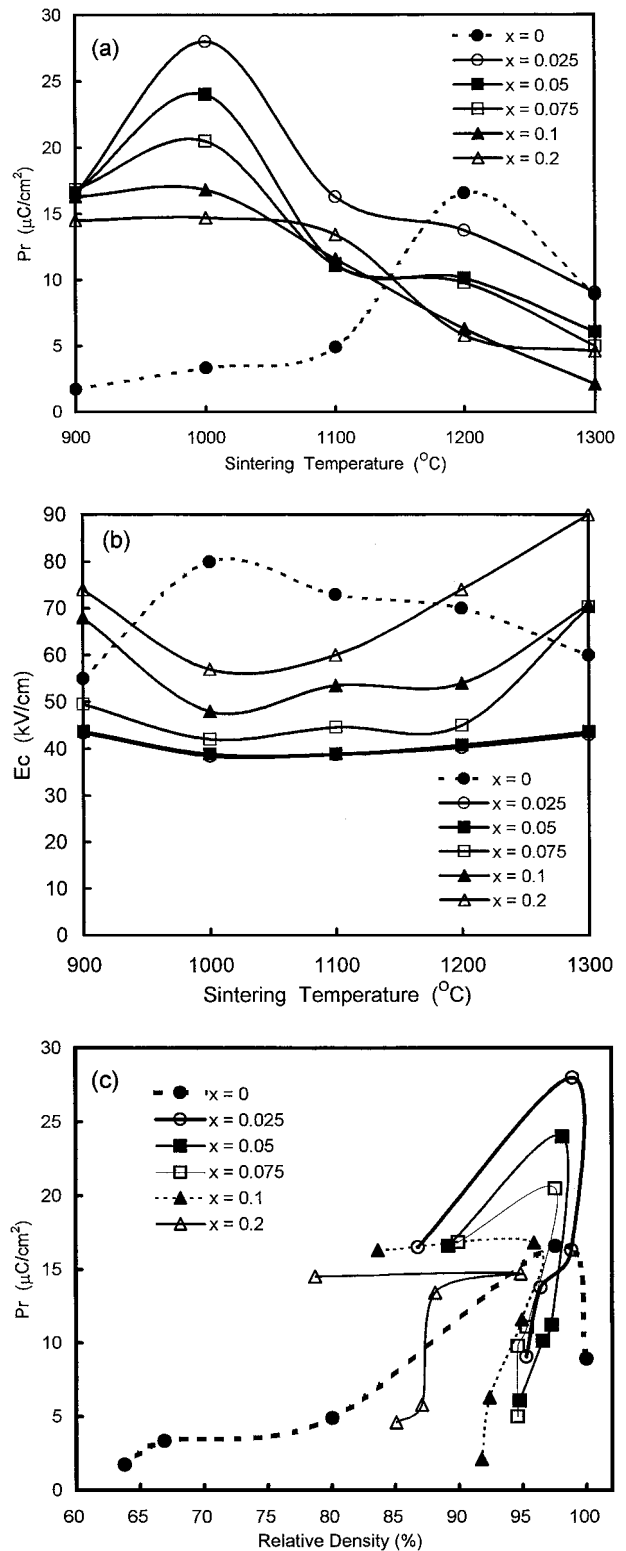 (a)
30
25
20
15
10
5
0
Pr (μC/cm²)
x = 0
x = 0.025
x = 0.05
x = 0.075
x = 0.1
x = 0.2
900 1000 1100 1200 1300
Sintering Temperature (°C)
(b)
90
80
70
60
50
40
30
20
10
0
Ec (kV/cm)
x = 0
x = 0.025
x = 0.05
x = 0.075
x = 0.1
x = 0.2
900 1000 1100 1200 1300
Sintering Temperature (°C)
(c)
30
25
20
15
10
5
0
Pr (μC/cm²)
x = 0
x = 0.025
x = 0.05
x = 0.075
x = 0.1
x = 0.2
60 65 70 75 80 85 90 95 100
Relative Density (%)